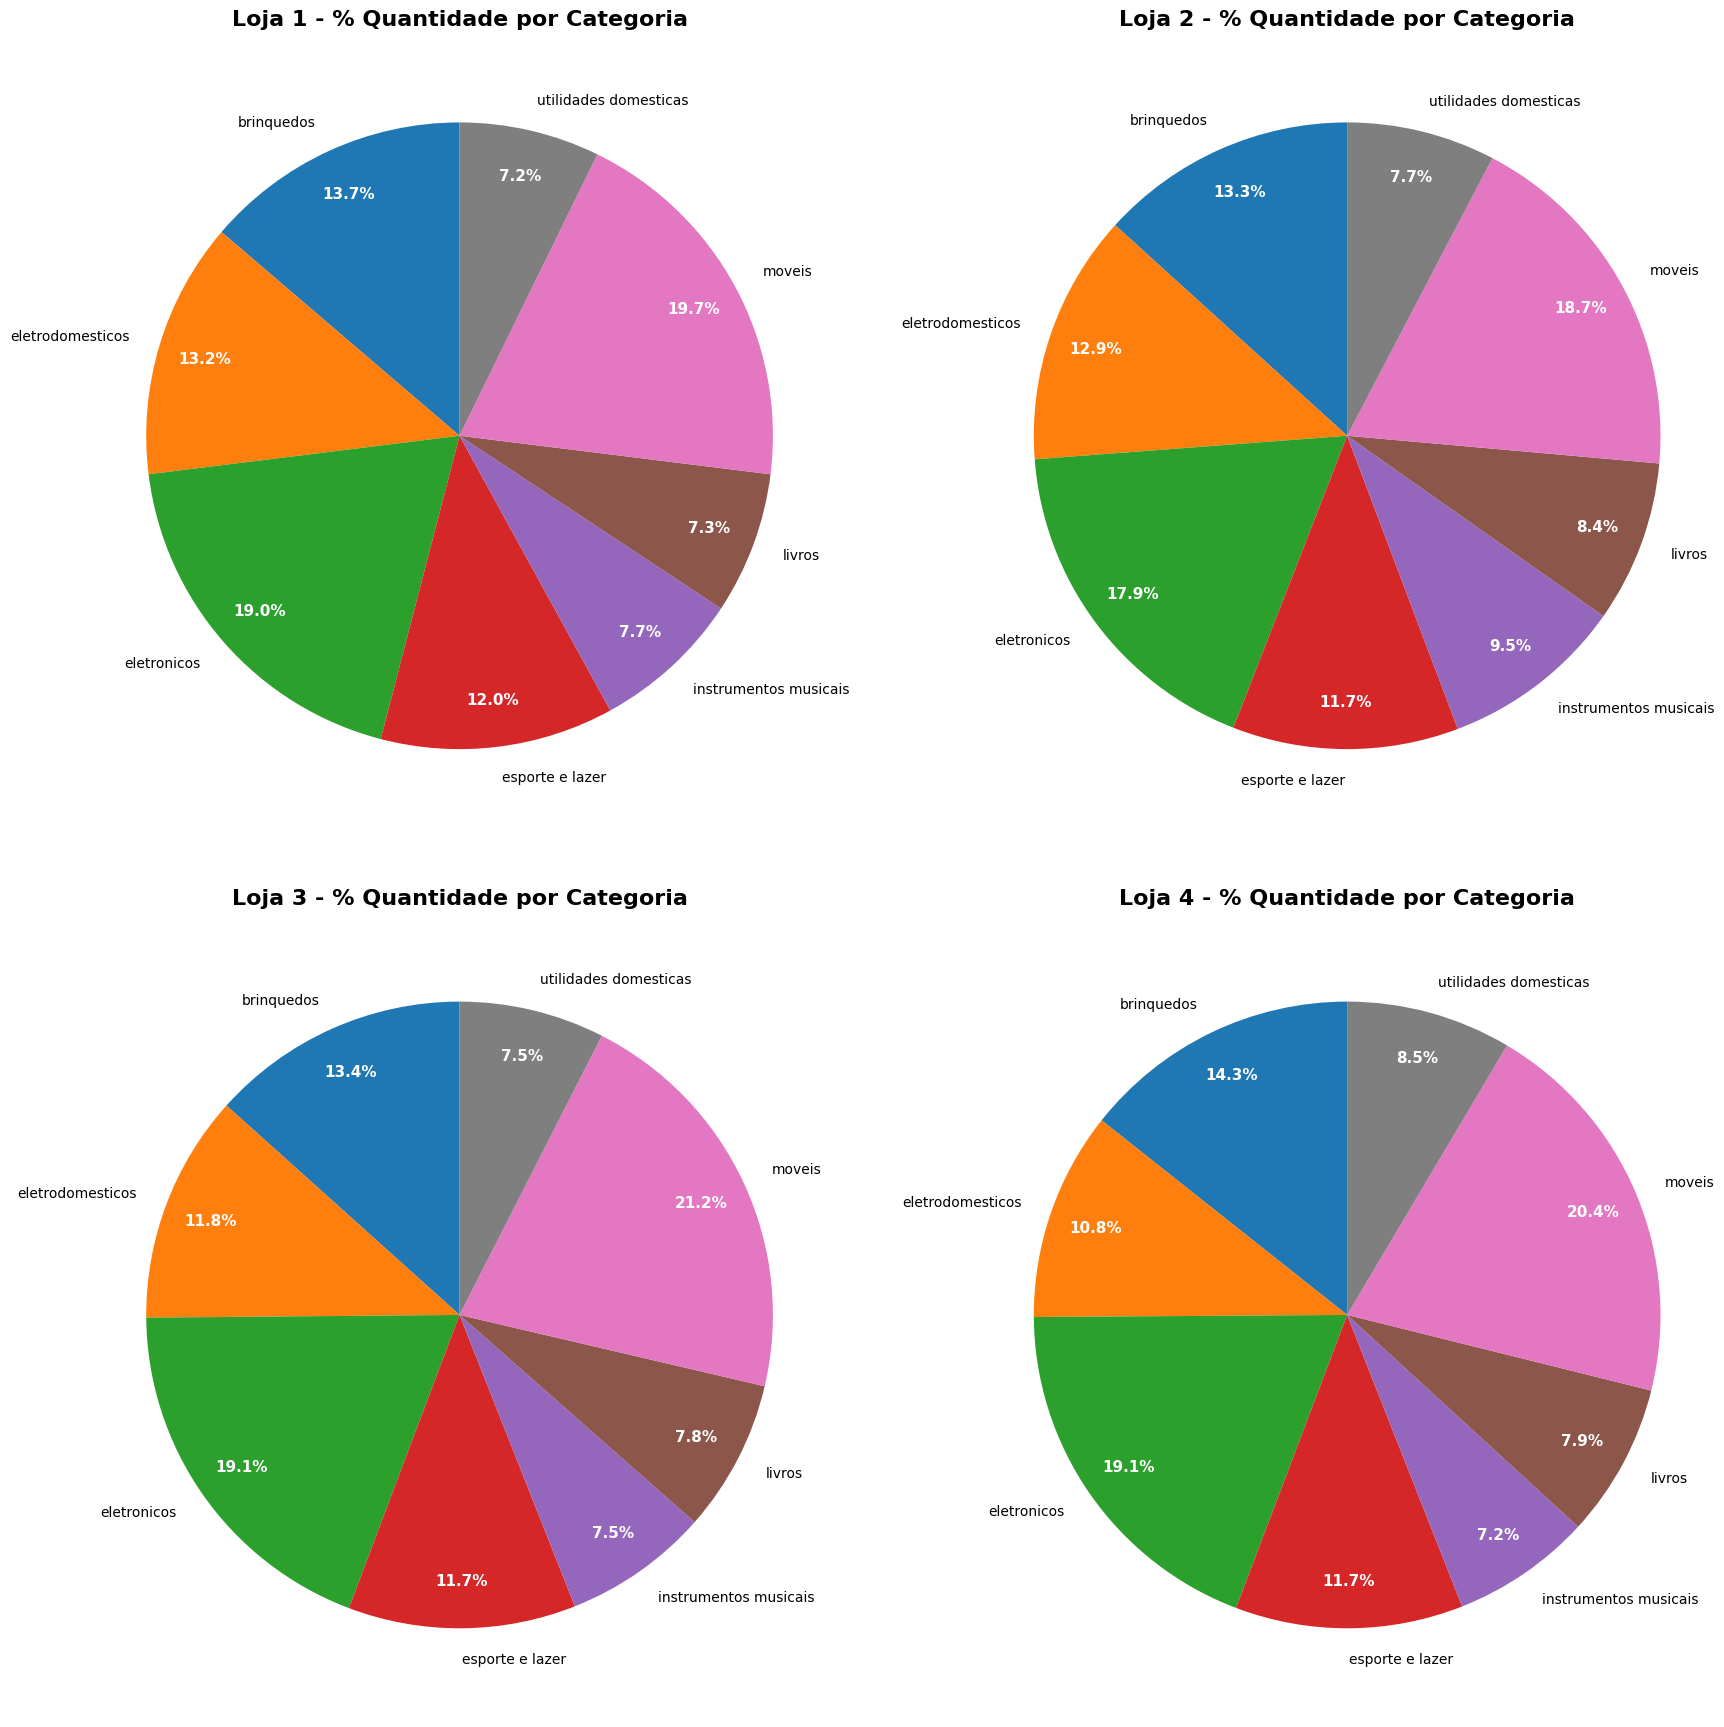 Loja 1 - % Quantidade por Categoria
utilidades domesticas
brinquedos
7.2%
13.7%
moveis
19.7%
eletrodomesticos
13.2%
7.3%
livros
19.0%
7.7%
eletronicos
instrumentos musicais
12.0%
esporte e lazer
Loja 2 - % Quantidade por Categoria
utilidades domesticas
brinquedos
7.7%
13.3%
moveis
18.7%
eletrodomesticos
12.9%
8.4%
livros
17.9%
eletronicos
9.5%
instrumentos musicais
11.7%
esporte e lazer
Loja 3 - % Quantidade por Categoria
utilidades domesticas
brinquedos
7.5%
13.4%
moveis
21.2%
eletrodomesticos
11.8%
7.8%
livros
19.1%
eletronicos
7.5%
11.7%
instrumentos musicais
esporte e lazer
Loja 4 - % Quantidade por Categoria
utilidades domesticas
brinquedos
8.5%
14.3%
moveis
20.4%
eletrodomesticos
10.8%
7.9%
livros
19.1%
eletronicos
7.2%
11.7%
instrumentos musicais
esporte e lazer